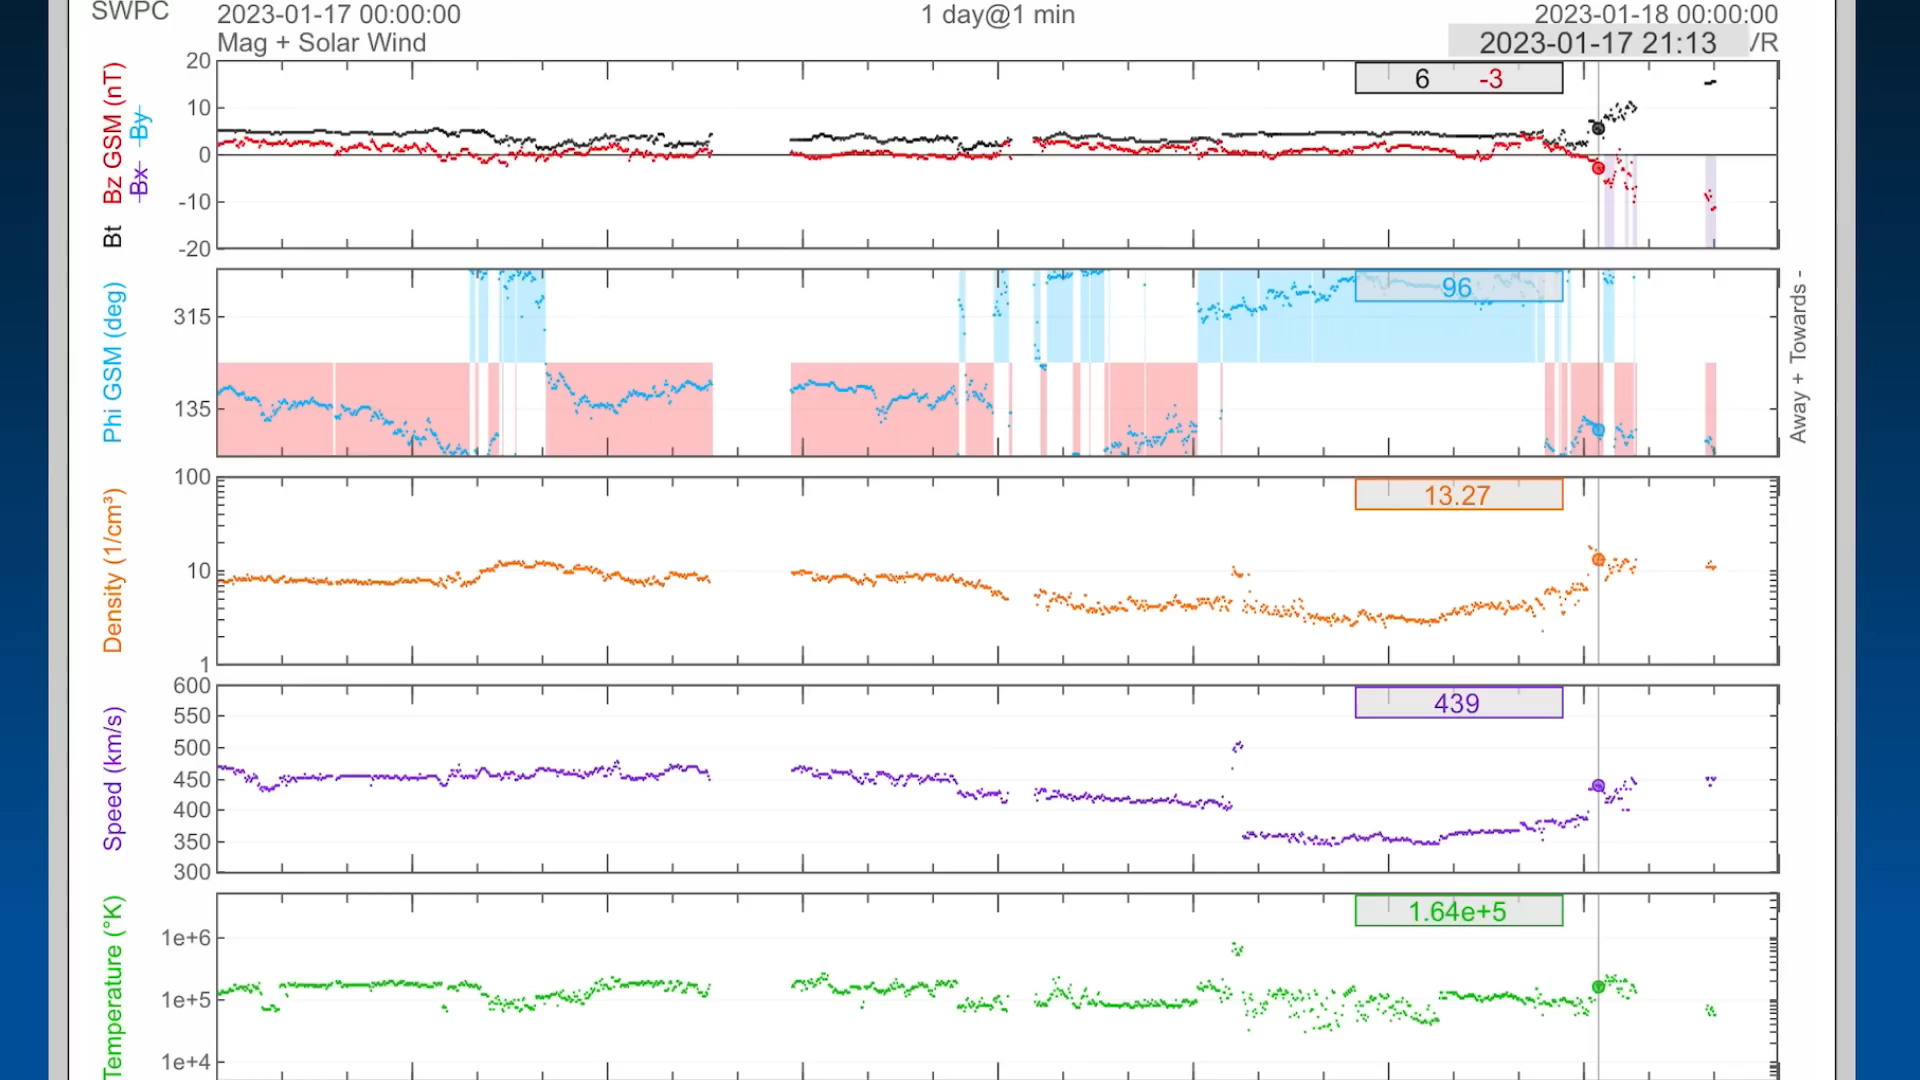 SWPC 2023-01-17 00:00:00 1 day@1 min 2023-01-18 00:00:00
Mag + Solar Wind 2023-01-17 21:13 /R
Bt Bz GSM (nT)
Bx By
20
10
0
-10
-20
6 -3
Phi GSM (deg)
315
135
96
Away + Towards -
Density (1/cm³)
100
10
1
13.27
Speed (km/s)
600
550
500
450
400
350
300
439
Temperature (°K)
1e+6
1e+5
1e+4
1.64e+5